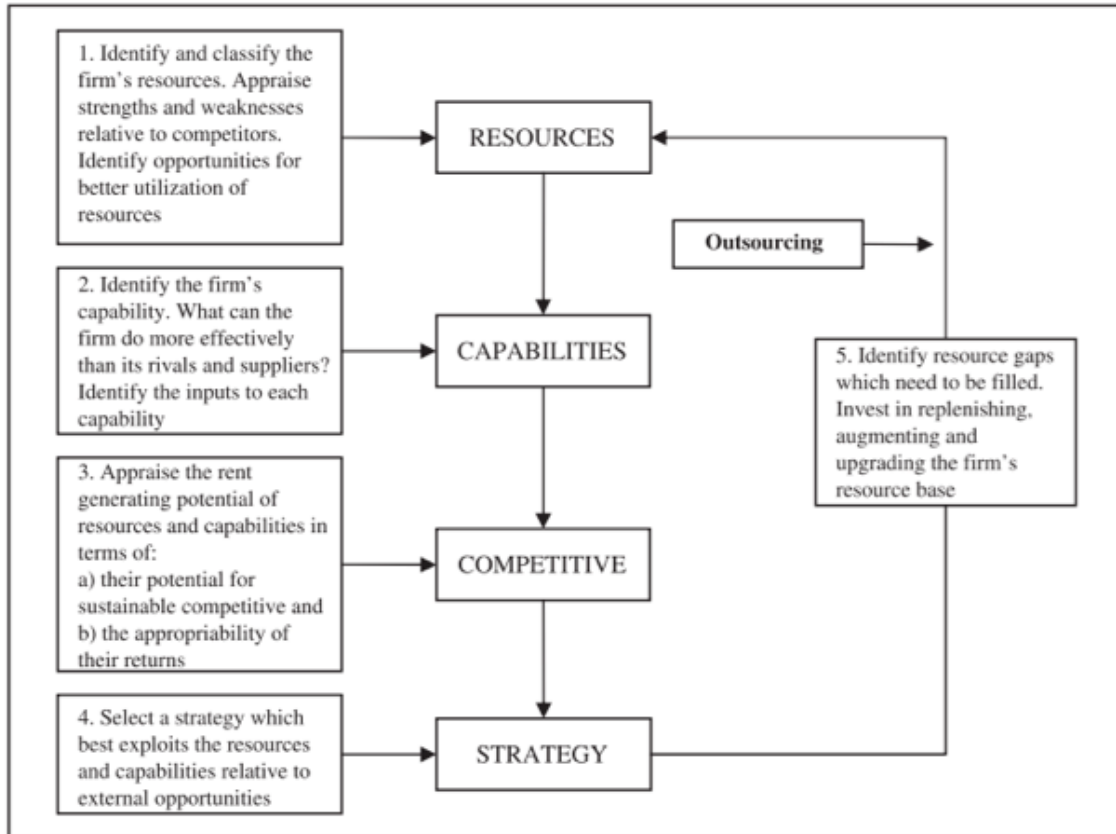 1. Identify and classify the
firm's resources. Appraise
strengths and weaknesses
relative to competitors.
Identify opportunities for
better utilization of
resources
RESOURCES
Outsourcing
2. Identify the firm's
capability. What can the
firm do more effectively
than its rivals and suppliers?
Identify the inputs to each
capability
CAPABILITIES
5. Identify resource gaps
which need to be filled.
Invest in replenishing,
augmenting and
upgrading the firm's
resource base
3. Appraise the rent
generating potential of
resources and capabilities in
terms of:
a) their potential for
sustainable competitive and
b) the appropriability of
their returns
COMPETITIVE
4. Select a strategy which
best exploits the resources
and capabilities relative to
external opportunities
STRATEGY